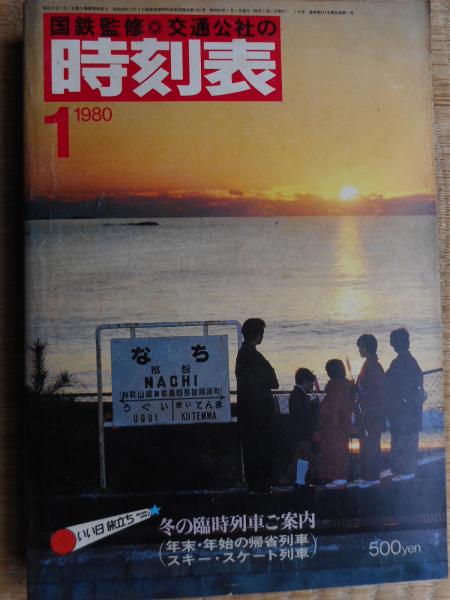 国鉄監修 交通公社の
時刻表
1 1980
なち
那智
NACHI
(和歌山県東牟婁郡那智勝浦町)
うぐい きいてんま
UGUI KIITEMMA
いい日旅立ち
冬の臨時列車ご案内
(年末・年始の帰省列車
スキー・スケート列車)
500yen